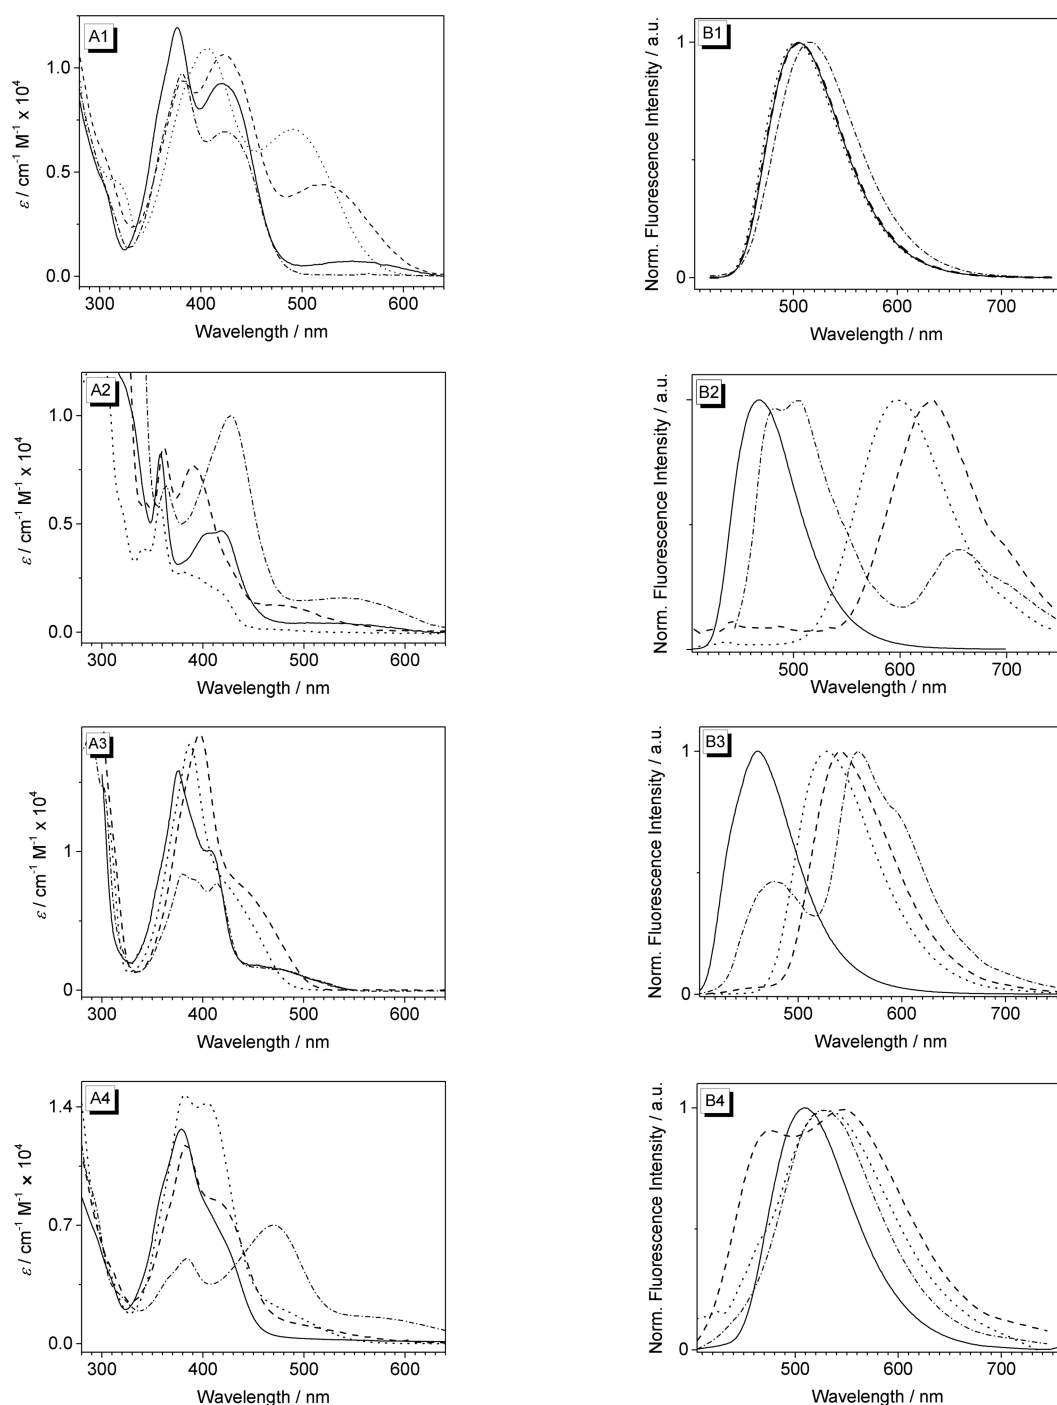 A1
1.0
0.5
0.0
ε / cm⁻¹ M⁻¹ x 10⁴
300 400 500 600
Wavelength / nm
B1
1
0
Norm. Fluorescence Intensity / a.u.
500 600 700
Wavelength / nm
A2
1.0
0.5
0.0
ε / cm⁻¹ M⁻¹ x 10⁴
300 400 500 600
Wavelength / nm
B2
Norm. Fluorescence Intensity / a.u.
500 600 700
Wavelength / nm
A3
1
0
ε / cm⁻¹ M⁻¹ x 10⁴
300 400 500 600
Wavelength / nm
B3
1
0
Norm. Fluorescence Intensity / a.u.
500 600 700
Wavelength / nm
A4
1.4
0.7
0.0
ε / cm⁻¹ M⁻¹ × 10⁴
300 400 500 600
Wavelength / nm
B4
1
0
Norm. Fluorescence Intensity / a.u.
500 600 700
Wavelength / nm